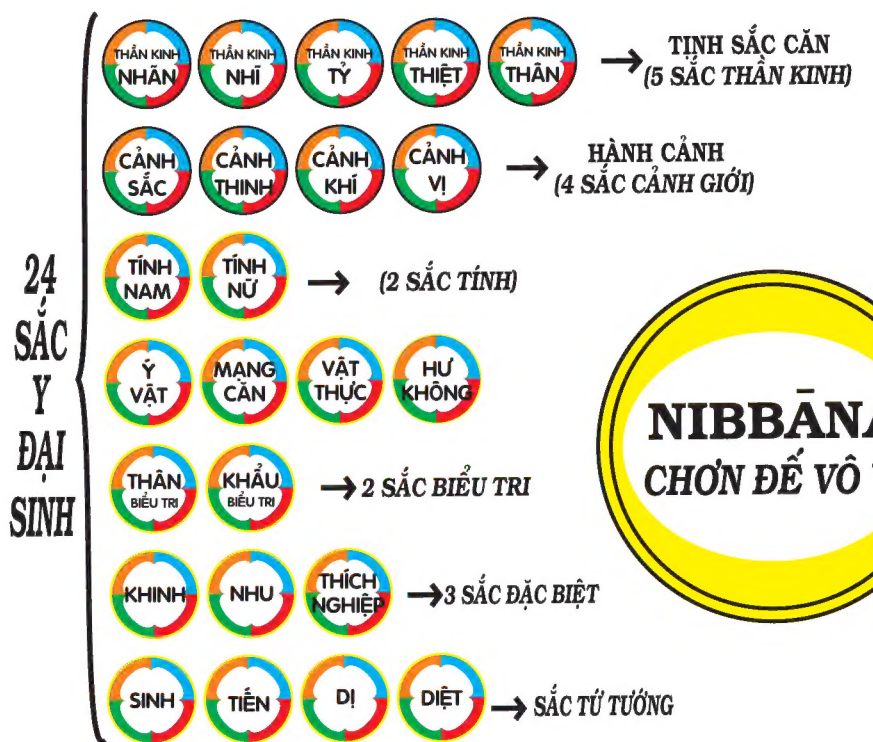 24
SẮC
Y
ĐẠI
SINH
THẦN KINH
NHÃN
THẦN KINH
NHĨ
THẦN KINH
TỶ
THẦN KINH
THIỆT
THẦN KINH
THÂN
TỊNH SẮC CĂN
(5 SẮC THẦN KINH)
CẢNH
SẮC
CẢNH
THINH
CẢNH
KHÍ
CẢNH
VỊ
HÀNH CẢNH
(4 SẮC CẢNH GIỚI)
TÍNH
NAM
TÍNH
NỮ
(2 SẮC TÍNH)
Ý
VẬT
MẠNG
CĂN
VẬT
THỰC
HƯ
KHÔNG
THÂN
BIỂU TRI
KHẨU
BIỂU TRI
2 SẮC BIỂU TRI
KHINH
NHU
THÍCH
NGHIỆP
3 SẮC ĐẶC BIỆT
SINH
TIẾN
DỊ
DIỆT
SẮC TỨ TƯỚNG
NIBBĀNA
CHƠN ĐẾ VÔ